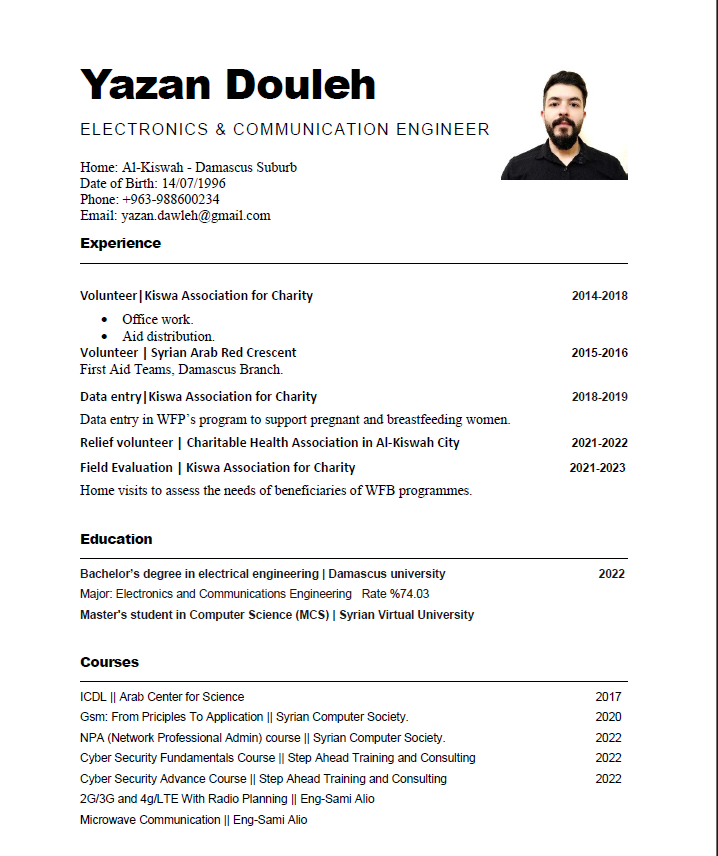 Yazan Douleh
ELECTRONICS & COMMUNICATION ENGINEER
Home: Al-Kiswah - Damascus Suburb
Date of Birth: 14/07/1996
Phone: +963-988600234
Email: yazan.dawleh@gmail.com
Experience
Volunteer|Kiswa Association for Charity 2014-2018
• Office work.
• Aid distribution.
Volunteer | Syrian Arab Red Crescent 2015-2016
First Aid Teams, Damascus Branch.
Data entry|Kiswa Association for Charity 2018-2019
Data entry in WFP's program to support pregnant and breastfeeding women.
Relief volunteer | Charitable Health Association in Al-Kiswah City 2021-2022
Field Evaluation | Kiswa Association for Charity 2021-2023
Home visits to assess the needs of beneficiaries of WFB programmes.
Education
Bachelor's degree in electrical engineering | Damascus university 2022
Major: Electronics and Communications Engineering Rate %74.03
Master's student in Computer Science (MCS) | Syrian Virtual University
Courses
ICDL || Arab Center for Science 2017
Gsm: From Priciples To Application || Syrian Computer Society. 2020
NPA (Network Professional Admin) course || Syrian Computer Society. 2022
Cyber Security Fundamentals Course || Step Ahead Training and Consulting 2022
Cyber Security Advance Course || Step Ahead Training and Consulting 2022
2G/3G and 4g/LTE With Radio Planning || Eng-Sami Alio
Microwave Communication || Eng-Sami Alio